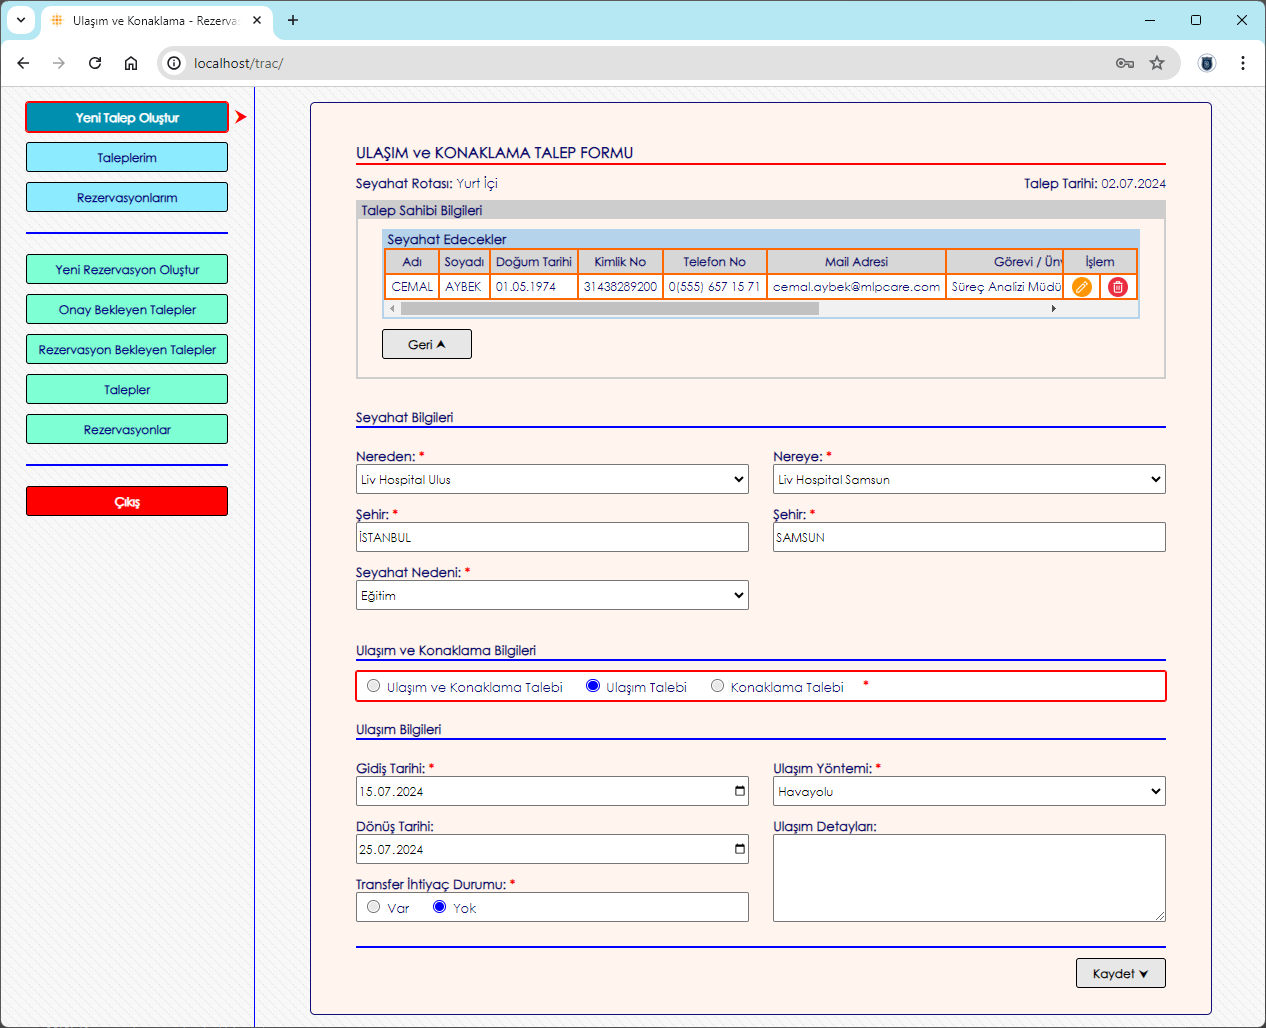 Ulaşım ve Konaklama - Rezerva
localhost/trac/
Yeni Talep Oluştur
Taleplerim
Rezervasyonlarım
Yeni Rezervasyon Oluştur
Onay Bekleyen Talepler
Rezervasyon Bekleyen Talepler
Talepler
Rezervasyonlar
Çıkış
ULAŞIM ve KONAKLAMA TALEP FORMU
Seyahat Rotası: Yurt İçi Talep Tarihi: 02.07.2024
Talep Sahibi Bilgileri
Seyahat Edecekler
Adı Soyadı Doğum Tarihi Kimlik No Telefon No Mail Adresi Görevi / Ünv İşlem
CEMAL AYBEK 01.05.1974 31438289200 0(555) 657 15 71 cemal.aybek@mlpcare.com Süreç Analizi Müdü
Geri
Seyahat Bilgileri
Nereden: * Nereye: *
Liv Hospital Ulus Liv Hospital Samsun
Şehir: * Şehir: *
İSTANBUL SAMSUN
Seyahat Nedeni: *
Eğitim
Ulaşım ve Konaklama Bilgileri
Ulaşım ve Konaklama Talebi Ulaşım Talebi Konaklama Talebi *
Ulaşım Bilgileri
Gidiş Tarihi: * Ulaşım Yöntemi: *
15.07.2024 Havayolu
Dönüş Tarihi: Ulaşım Detayları:
25.07.2024
Transfer İhtiyaç Durumu: *
Var Yok
Kaydet